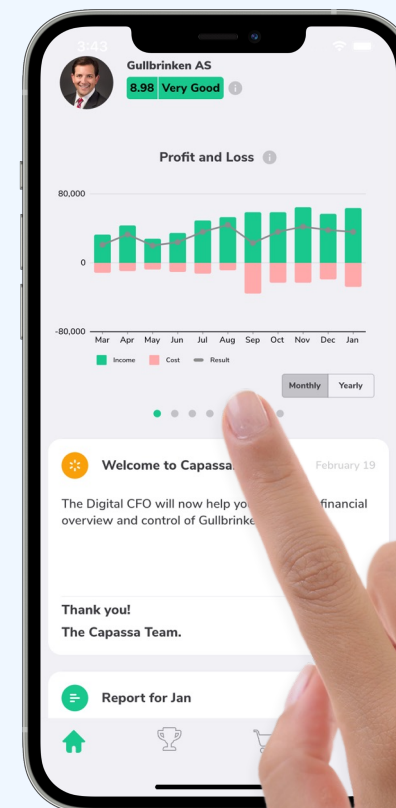 3:43
Gullbrinken AS
8.98 Very Good
Profit and Loss
80,000
0
-80,000
Mar Apr May Jun Jul Aug Sep Oct Nov Dec Jan
Income Cost Result
Monthly Yearly
Welcome to Capassa
February 19
The Digital CFO will now help financial
overview and control of
Thank you!
The Capassa Team.
Report for Jan